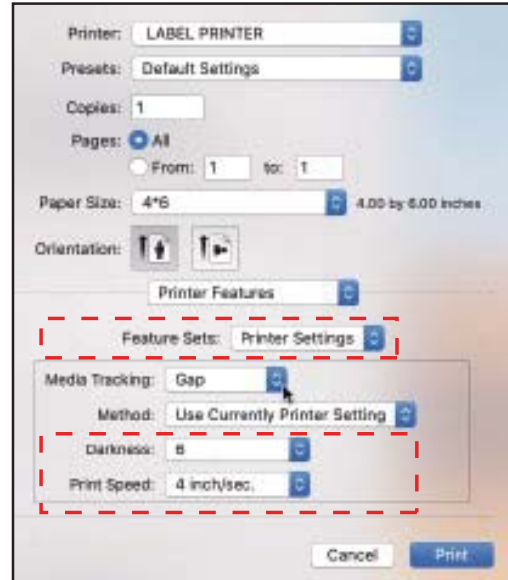 Printer: LABEL PRINTER
Presets: Default Settings
Copies: 1
Pages: All
From: 1 to: 1
Paper Size: 4*6 4.00 by 6.00 inches
Orientation:
Printer Features
Feature Sets: Printer Settings
Media Tracking: Gap
Method: Use Currently Printer Setting
Darkness: 6
Print Speed: 4 inch/sec.
Cancel Print